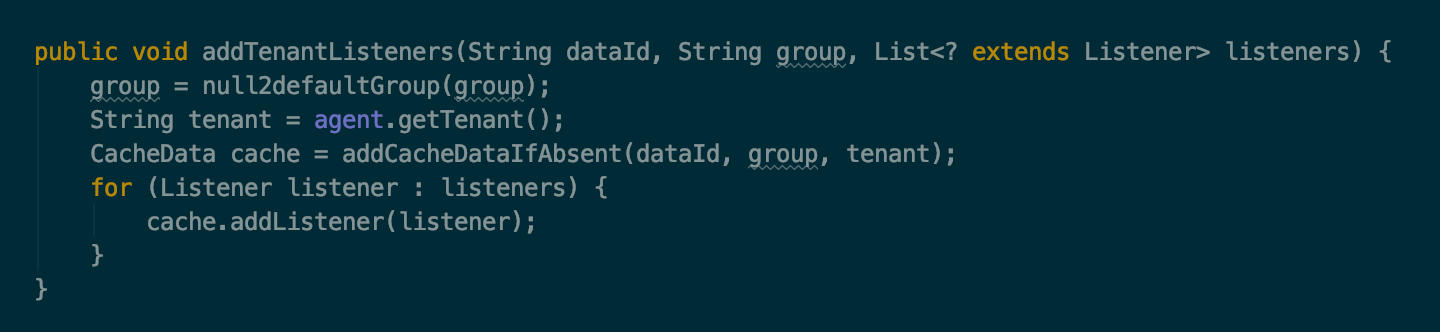 public void addTenantListeners(String dataId, String group, List<? extends Listener> listeners) {
    group = null2defaultGroup(group);
    String tenant = agent.getTenant();
    CacheData cache = addCacheDataIfAbsent(dataId, group, tenant);
    for (Listener listener : listeners) {
        cache.addListener(listener);
    }
}